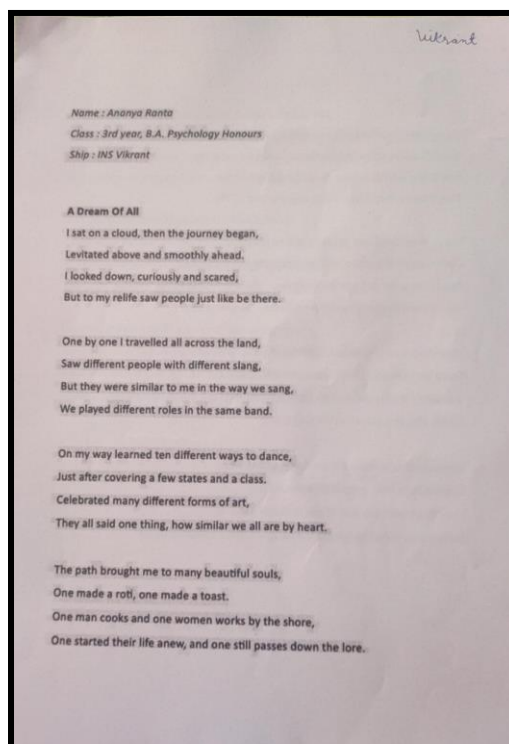 Vikrant
Name : Ananya Ranta
Class : 3rd year, B.A. Psychology Honours
Ship : INS Vikrant
A Dream Of All
I sat on a cloud, then the journey began,
Levitated above and smoothly ahead.
I looked down, curiously and scared,
But to my relife saw people just like be there.
One by one I travelled all across the land,
Saw different people with different slang,
But they were similar to me in the way we sang,
We played different roles in the same band.
On my way learned ten different ways to dance,
Just after covering a few states and a class.
Celebrated many different forms of art,
They all said one thing, how similar we all are by heart.
The path brought me to many beautiful souls,
One made a roti, one made a toast.
One man cooks and one women works by the shore,
One started their life anew, and one still passes down the lore.